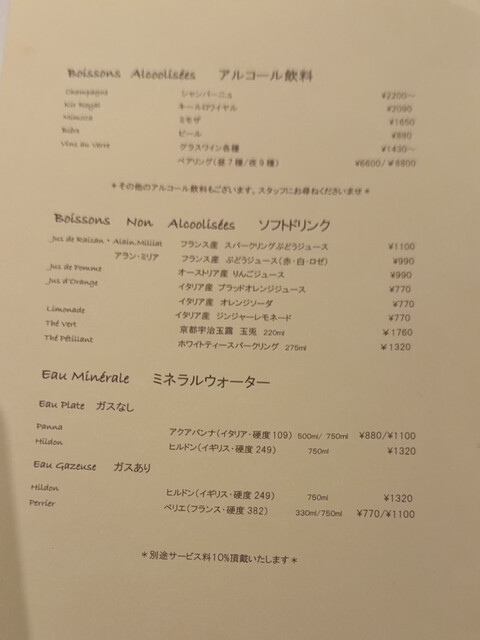 Boissons Alcoolisées アルコール飲料
Champagne シャンパーニュ ¥2200～
Kir Royal キールロワイヤル ¥2090
Mimosa ミモザ ¥1650
Bière ビール ¥880
Vins au Verre グラスワイン各種 ¥1430～
ペアリング(昼7種/夜9種) ¥6600/¥8800
＊その他のアルコール飲料もございます。スタッフにお尋ねくださいませ＊
Boissons Non Alcoolisées ソフトドリンク
Jus de Raisan・Alain.Millial フランス産 スパークリングぶどうジュース ¥1100
アラン・ミリア フランス産 ぶどうジュース(赤・白・ロゼ) ¥990
Jus de Pomme オーストリア産 りんごジュース ¥990
Jus d'Orange イタリア産 ブラッドオレンジジュース ¥770
イタリア産 オレンジソーダ ¥770
Limonade イタリア産 ジンジャーレモネード ¥770
Thé Vert 京都宇治玉露 玉兎 220ml ¥1760
Thé Pétillant ホワイトティースパークリング 275ml ¥1320
Eau Minérale ミネラルウォーター
Eau Plate ガスなし
Panna アクアパンナ(イタリア・硬度109) 500ml/ 750ml ¥880/¥1100
Hildon ヒルドン(イギリス・硬度249) 750ml ¥1320
Eau Gazeuse ガスあり
Hildon ヒルドン(イギリス・硬度249) 750ml ¥1320
Perrier ペリエ(フランス・硬度382) 330ml/750ml ¥770/¥1100
＊別途サービス料10%頂戴いたします＊